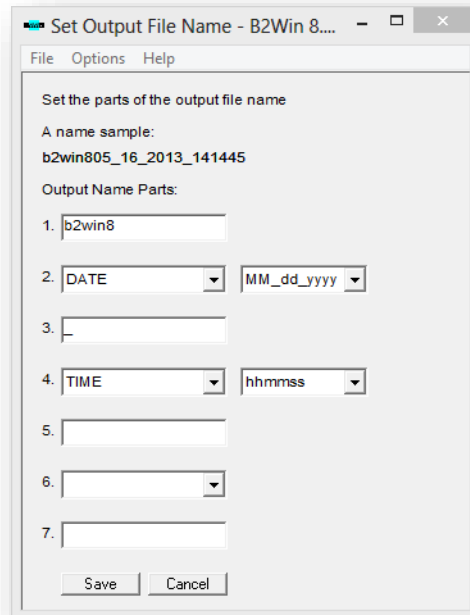 Set Output File Name - B2Win 8....
File Options Help
Set the parts of the output file name
A name sample:
b2win805_16_2013_141445
Output Name Parts:
1. b2win8
2. DATE MM_dd_yyyy
3. _
4. TIME hhmmss
5.
6.
7.
Save Cancel